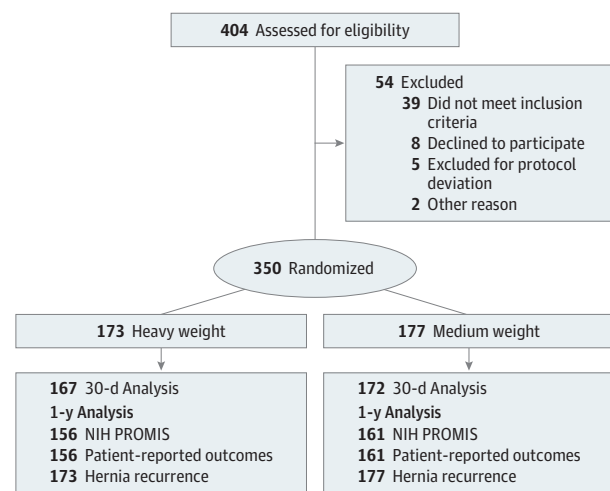 404 Assessed for eligibility
54 Excluded
39 Did not meet inclusion
criteria
8 Declined to participate
5 Excluded for protocol
deviation
2 Other reason
350 Randomized
173 Heavy weight
177 Medium weight
167 30-d Analysis
1-y Analysis
156 NIH PROMIS
156 Patient-reported outcomes
173 Hernia recurrence
172 30-d Analysis
1-y Analysis
161 NIH PROMIS
161 Patient-reported outcomes
177 Hernia recurrence